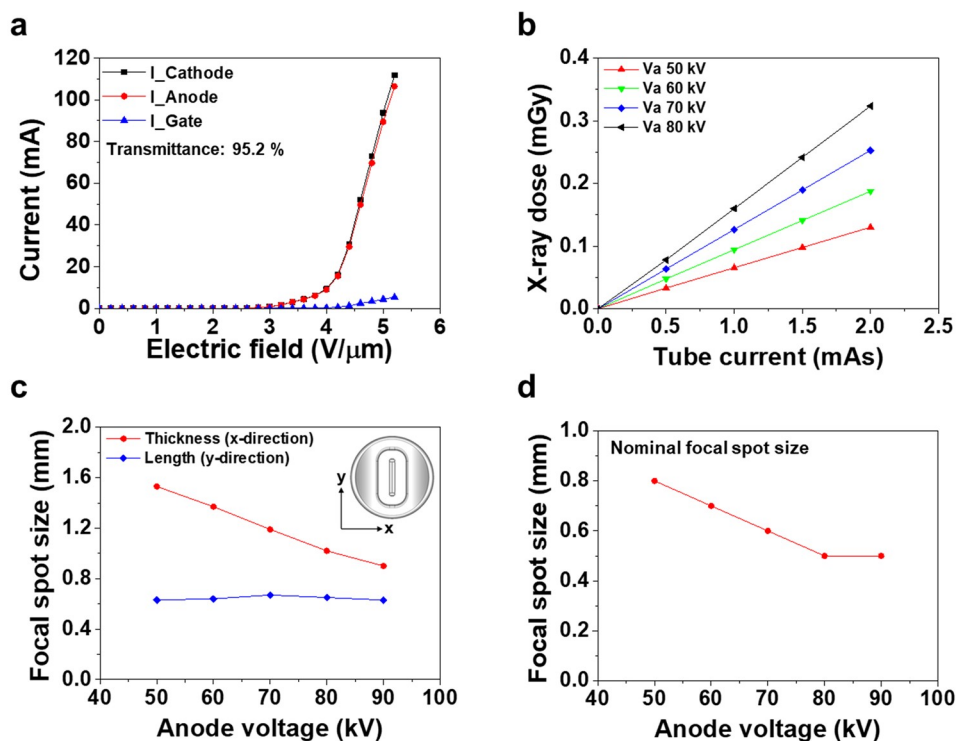 a
120
100
80
60
40
20
0
Current (mA)
I_Cathode
I_Anode
I_Gate
Transmittance: 95.2 %
0 1 2 3 4 5 6
Electric field (V/μm)
b
0.4
0.3
0.2
0.1
0.0
X-ray dose (mGy)
Va 50 kV
Va 60 kV
Va 70 kV
Va 80 kV
0.0 0.5 1.0 1.5 2.0 2.5
Tube current (mAs)
c
2.0
1.6
1.2
0.8
0.4
0.0
Focal spot size (mm)
Thickness (x-direction)
Length (y-direction)
y
x
40 50 60 70 80 90 100
Anode voltage (kV)
d
1.0
0.8
0.6
0.4
0.2
0.0
Focal spot size (mm)
Nominal focal spot size
40 50 60 70 80 90 100
Anode voltage (kV)